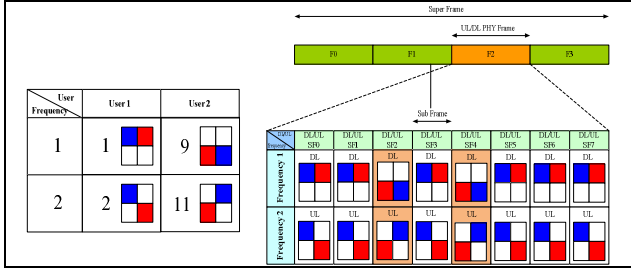 Super Frame
UL/DL PHY Frame
F0 F1 F2 F3
User
Frequency
User 1 User 2
1 1 9
2 2 11
Sub Frame
DL/UL
Frequency
DL/UL DL/UL DL/UL DL/UL DL/UL DL/UL DL/UL DL/UL
SF0 SF1 SF2 SF3 SF4 SF5 SF6 SF7
Frequency 1
DL DL DL DL DL DL DL DL
Frequency 2
UL UL UL UL UL UL UL UL